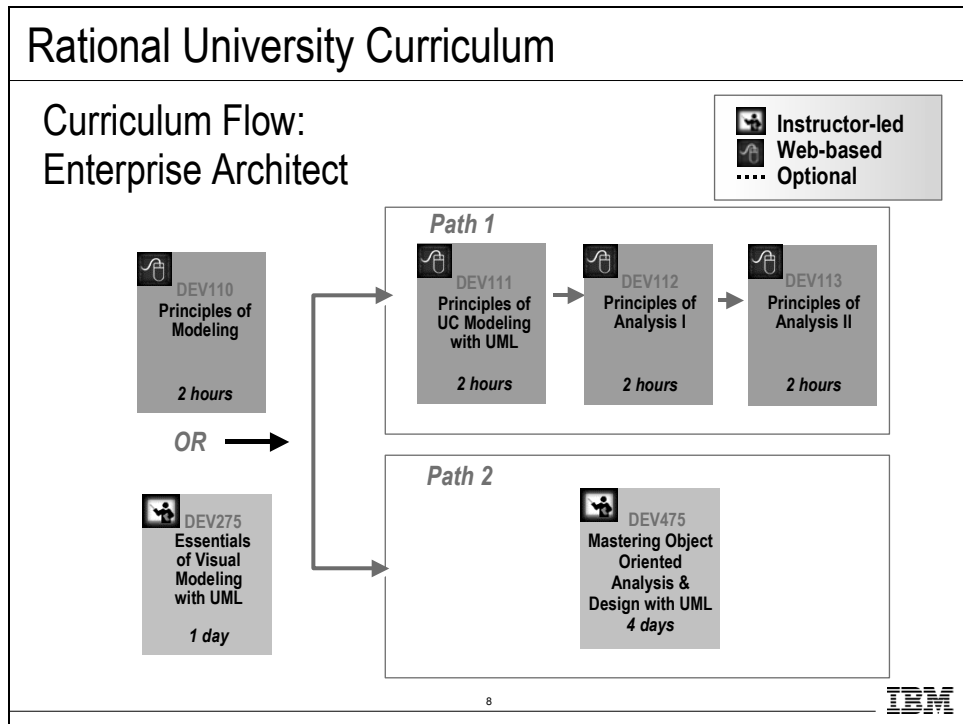 Rational University Curriculum
Curriculum Flow:
Enterprise Architect
Instructor-led
Web-based
Optional
DEV110
Principles of
Modeling
2 hours
OR
DEV275
Essentials
of Visual
Modeling
with UML
1 day
Path 1
DEV111
Principles of
UC Modeling
with UML
2 hours
DEV112
Principles of
Analysis I
2 hours
DEV113
Principles of
Analysis II
2 hours
Path 2
DEV475
Mastering Object
Oriented
Analysis &
Design with UML
4 days
8
IBM